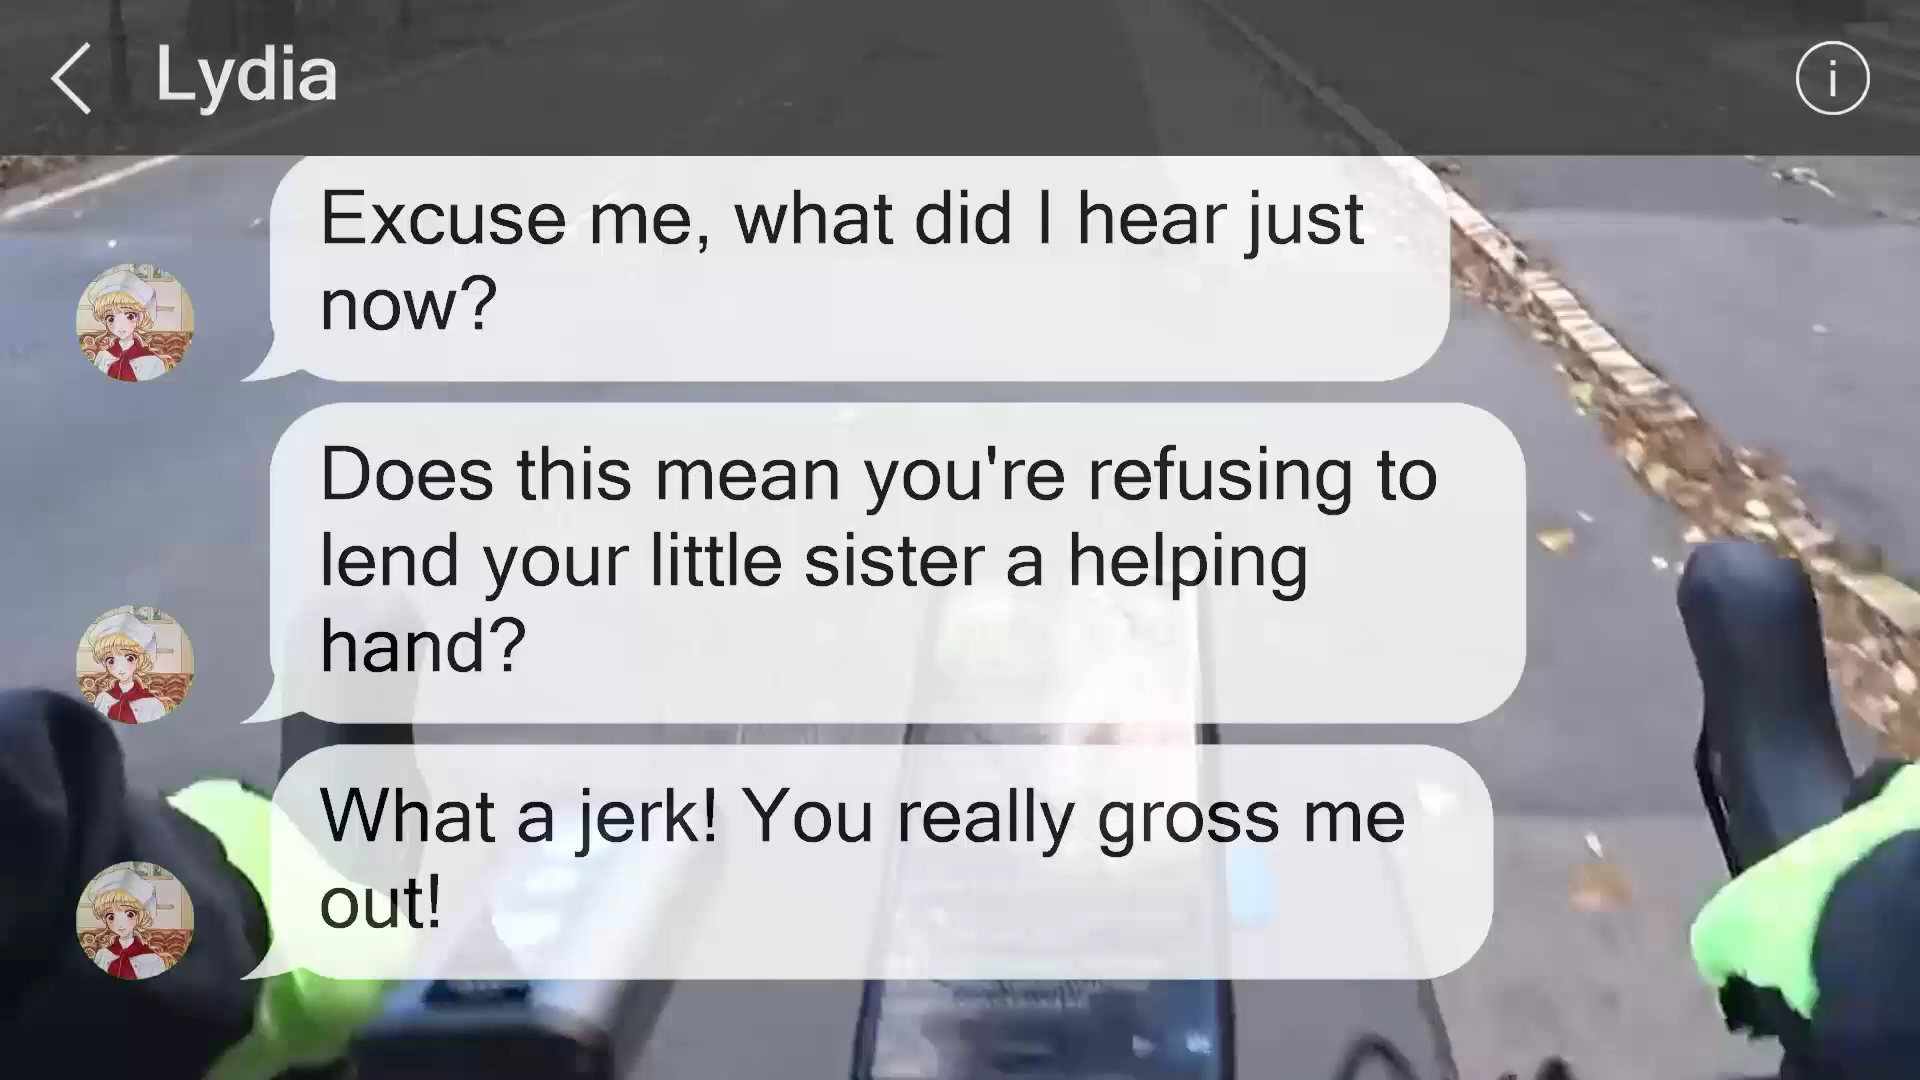 Lydia
Excuse me, what did I hear just
now?
Does this mean you're refusing to
lend your little sister a helping
hand?
What a jerk! You really gross me
out!